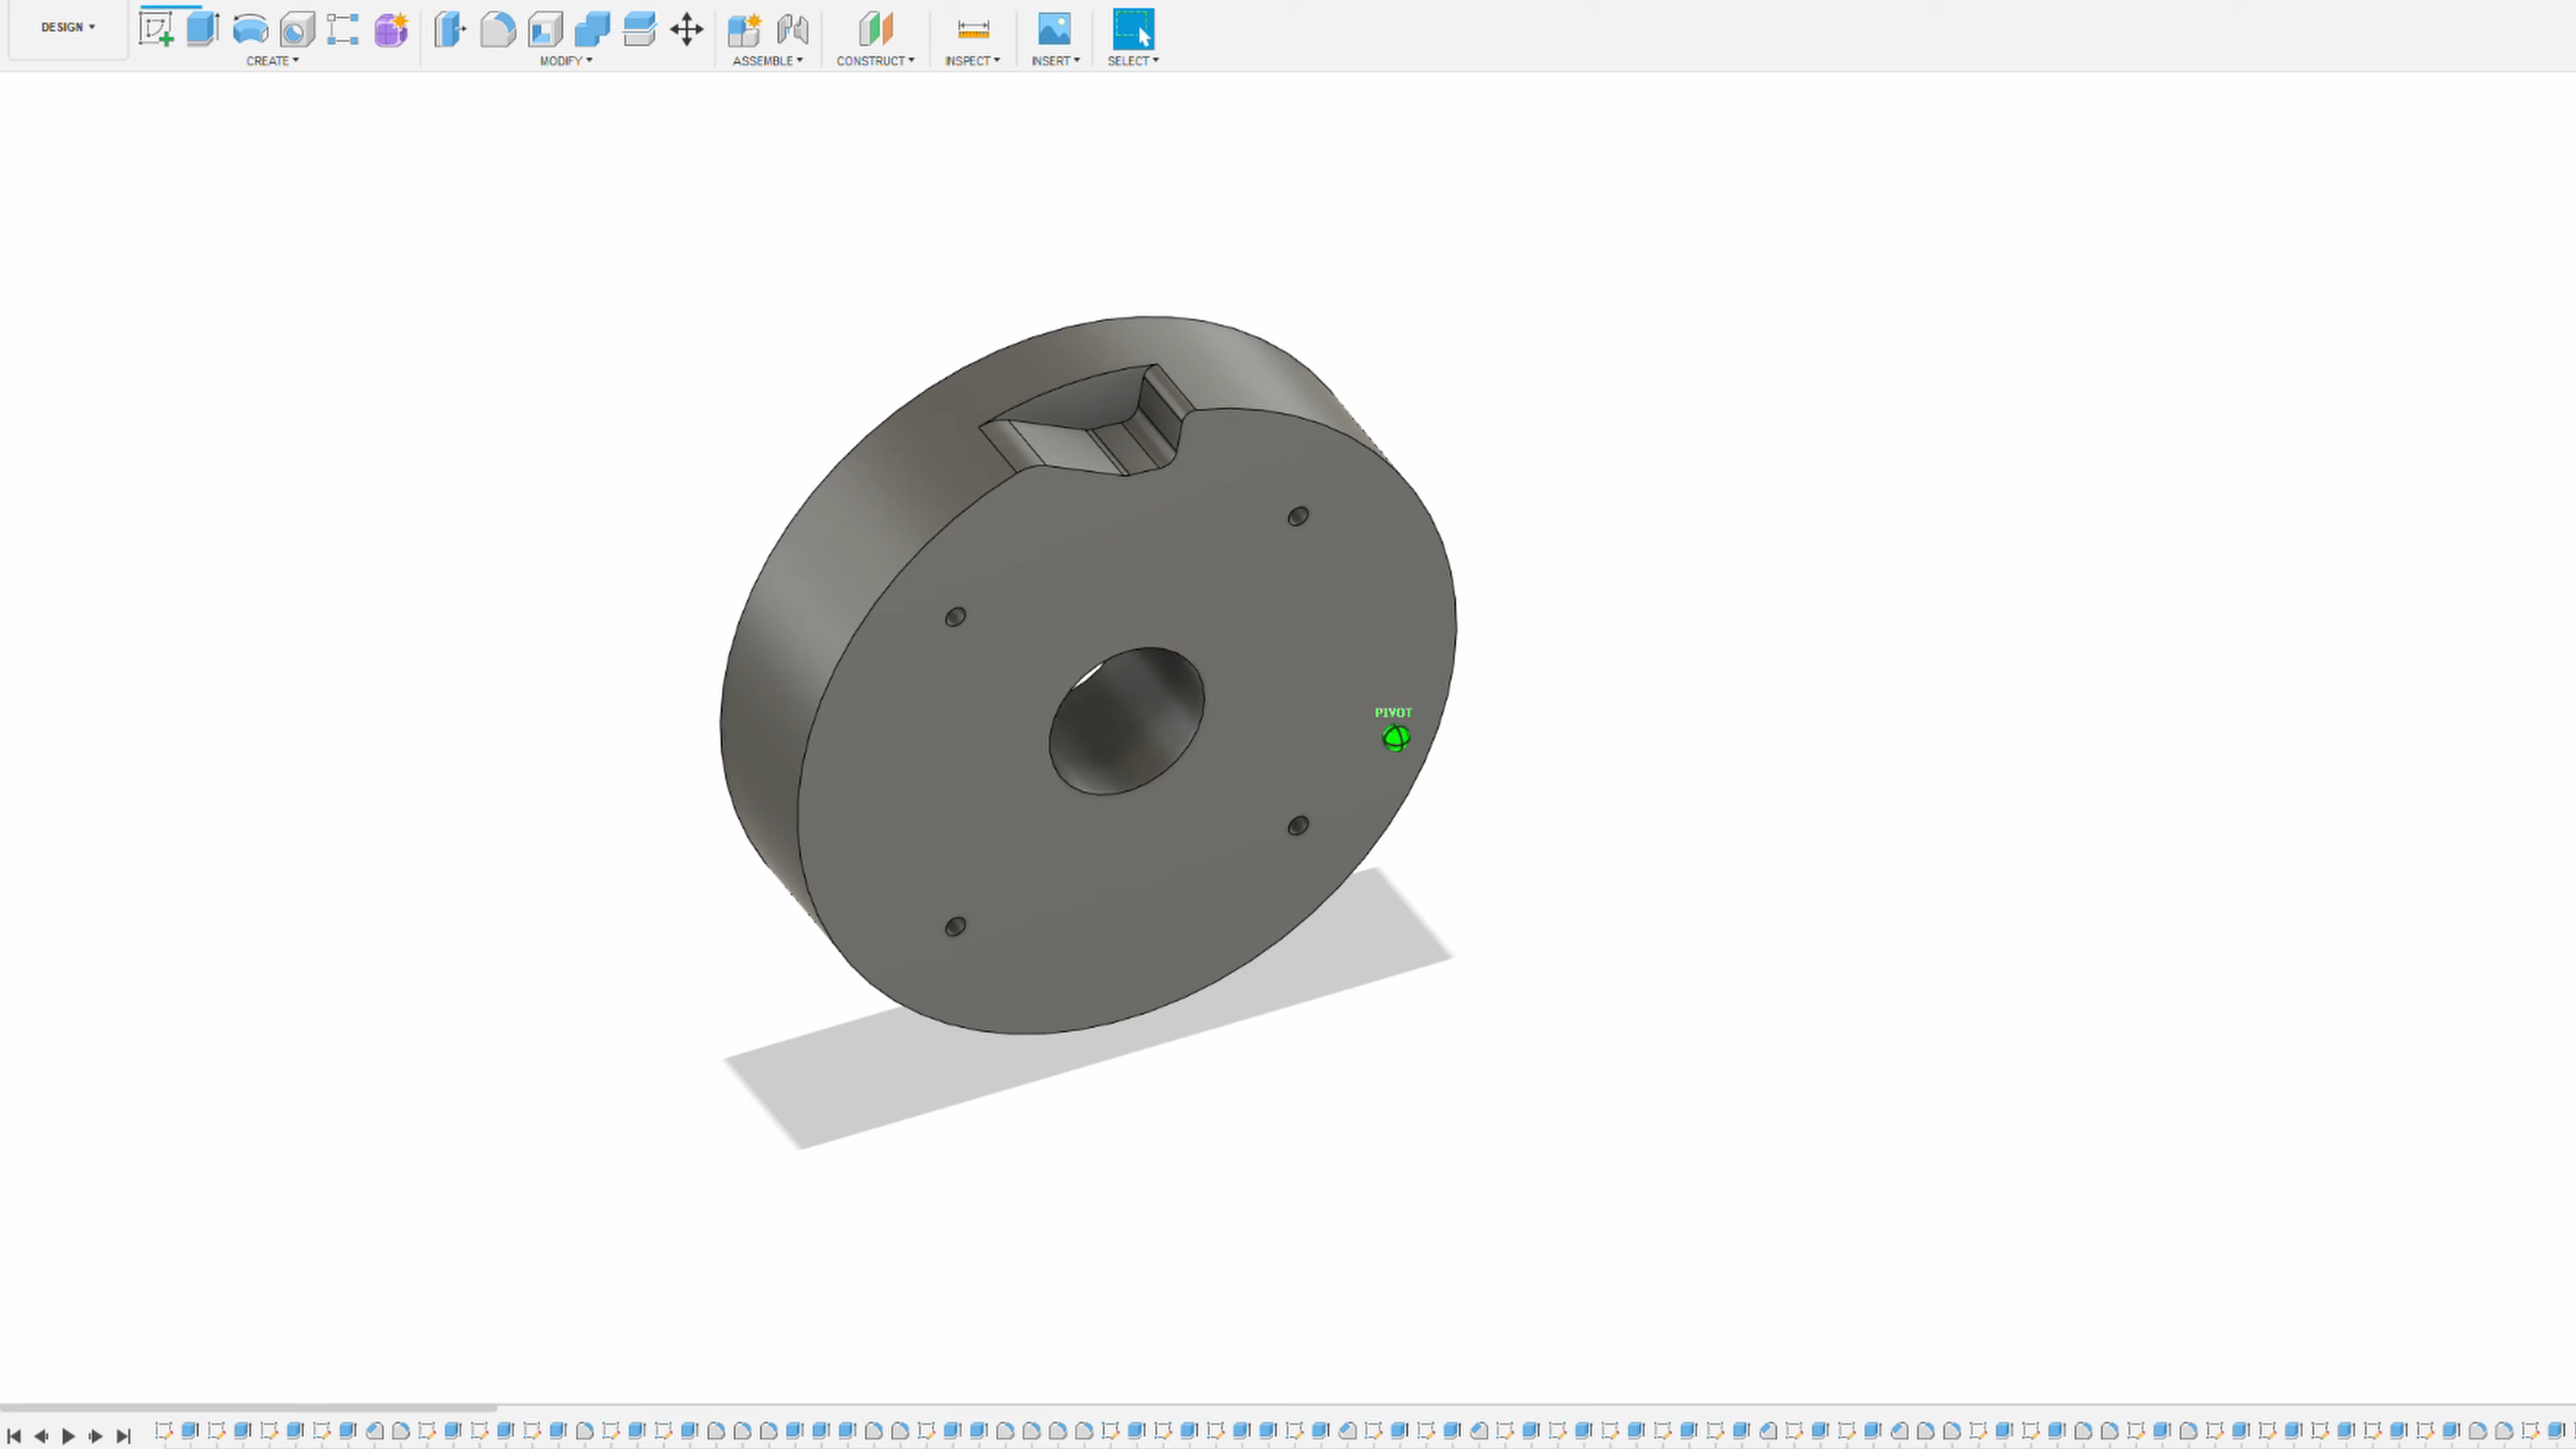 DESIGN
CREATE
MODIFY
ASSEMBLE
CONSTRUCT
INSPECT
INSERT
SELECT
PIVOT